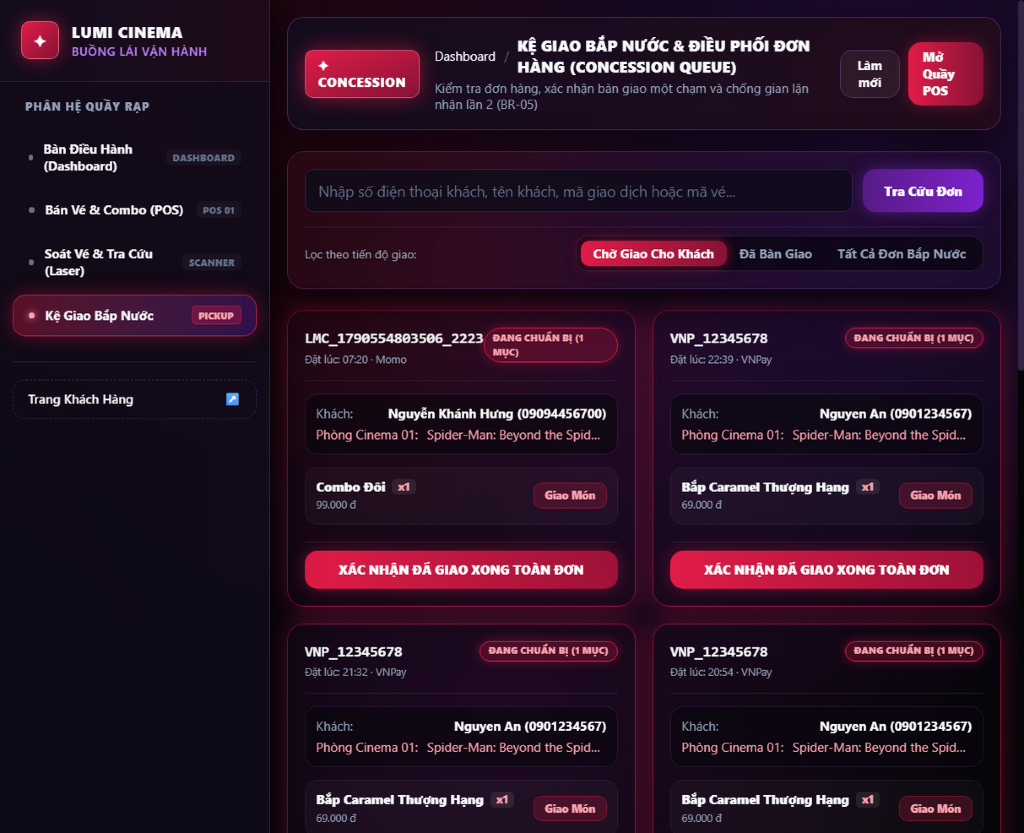 LUMI CINEMA
BUỒNG LÁI VẬN HÀNH
PHÂN HỆ QUẦY RẠP
Bàn Điều Hành
(Dashboard)
DASHBOARD
Bán Vé & Combo (POS)
POS 01
Soát Vé & Tra Cứu
(Laser)
SCANNER
Kệ Giao Bắp Nước
PICKUP
Trang Khách Hàng
CONCESSION
Dashboard / KỆ GIAO BẮP NƯỚC & ĐIỀU PHỐI ĐƠN
HÀNG (CONCESSION QUEUE)
Kiểm tra đơn hàng, xác nhận bàn giao một chạm và chống gian lận
nhận lần 2 (BR-05)
Làm
mới
Mở
Quầy
POS
Nhập số điện thoại khách, tên khách, mã giao dịch hoặc mã vé...
Tra Cứu Đơn
Lọc theo tiến độ giao:
Chờ Giao Cho Khách
Đã Bàn Giao
Tất Cả Đơn Bắp Nước
LMC_1790554803506_2223
ĐANG CHUẨN BỊ (1
MỤC)
Đặt lúc: 07:20 · Momo
Khách: Nguyễn Khánh Hưng (09094456700)
Phòng Cinema 01: Spider-Man: Beyond the Spid...
Combo Đôi x1
99.000 đ
Giao Món
XÁC NHẬN ĐÃ GIAO XONG TOÀN ĐƠN
VNP_12345678
ĐANG CHUẨN BỊ (1 MỤC)
Đặt lúc: 22:39 · VNPay
Khách: Nguyen An (0901234567)
Phòng Cinema 01: Spider-Man: Beyond the Spid...
Bắp Caramel Thượng Hạng x1
69.000 đ
Giao Món
XÁC NHẬN ĐÃ GIAO XONG TOÀN ĐƠN
VNP_12345678
ĐANG CHUẨN BỊ (1 MỤC)
Đặt lúc: 21:32 · VNPay
Khách: Nguyen An (0901234567)
Phòng Cinema 01: Spider-Man: Beyond the Spid...
Bắp Caramel Thượng Hạng x1
69.000 đ
Giao Món
VNP_12345678
ĐANG CHUẨN BỊ (1 MỤC)
Đặt lúc: 20:54 · VNPay
Khách: Nguyen An (0901234567)
Phòng Cinema 01: Spider-Man: Beyond the Spid...
Bắp Caramel Thượng Hạng x1
69.000 đ
Giao Món